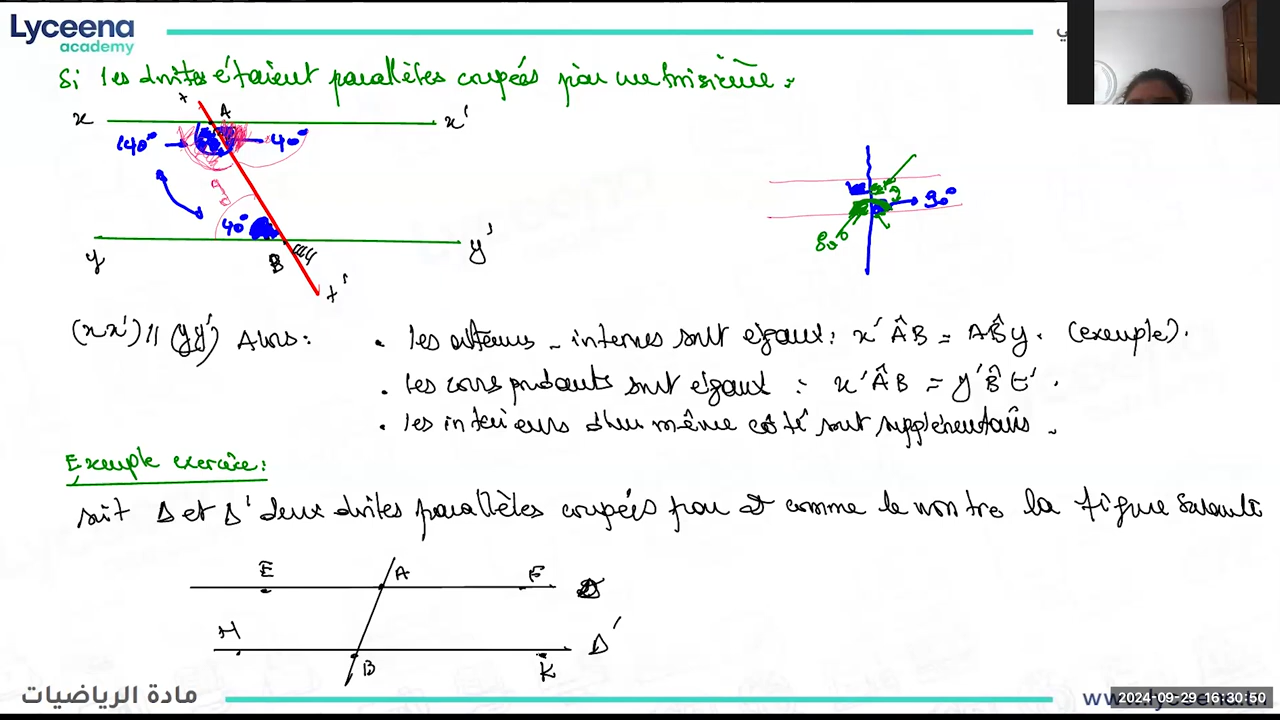 Lyceena
academy
Si les droites étaient parallètes coupées par une troisième :
x A x'
140° 40°
40°
y B y'
t'
90°
80°
(xx') // (yy') Alors : • les alternes - internes sont égaux : x'ÂB = AB̂y. (exemple).
• les correspondants sont égaux : x'ÂB = y'B̂t'.
• les intérieurs d'un même côté sont supplémentaires.
Exemple exercice :
soit Δ et Δ' deux droites parallèles coupées par et comme le montre la figure suivante
E A F Δ
H B K Δ'
مادة الرياضيات
2024-09-29 16:30:50